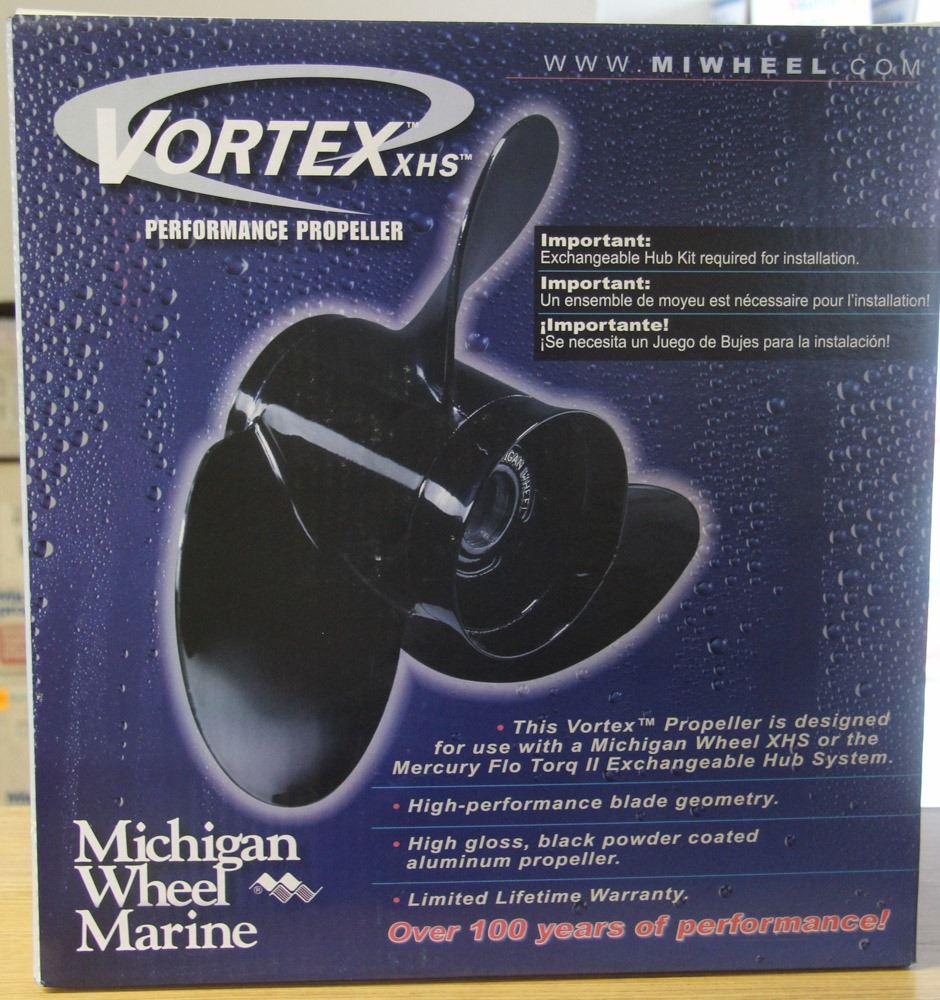 WWW.MIWHEEL.COM
VORTEX™ XHS™
PERFORMANCE PROPELLER
Important:
Exchangeable Hub Kit required for installation.
Important:
Un ensemble de moyeu est nécessaire pour l'installation!
¡Importante!
¡Se necesita un Juego de Bujes para la instalación!
IGAN WHEEL
• This Vortex™ Propeller is designed
for use with a Michigan Wheel XHS or the
Mercury Flo Torq II Exchangeable Hub System.
• High-performance blade geometry.
• High gloss, black powder coated
aluminum propeller.
• Limited Lifetime Warranty.
Over 100 years of performance!
Michigan
Wheel ®
Marine